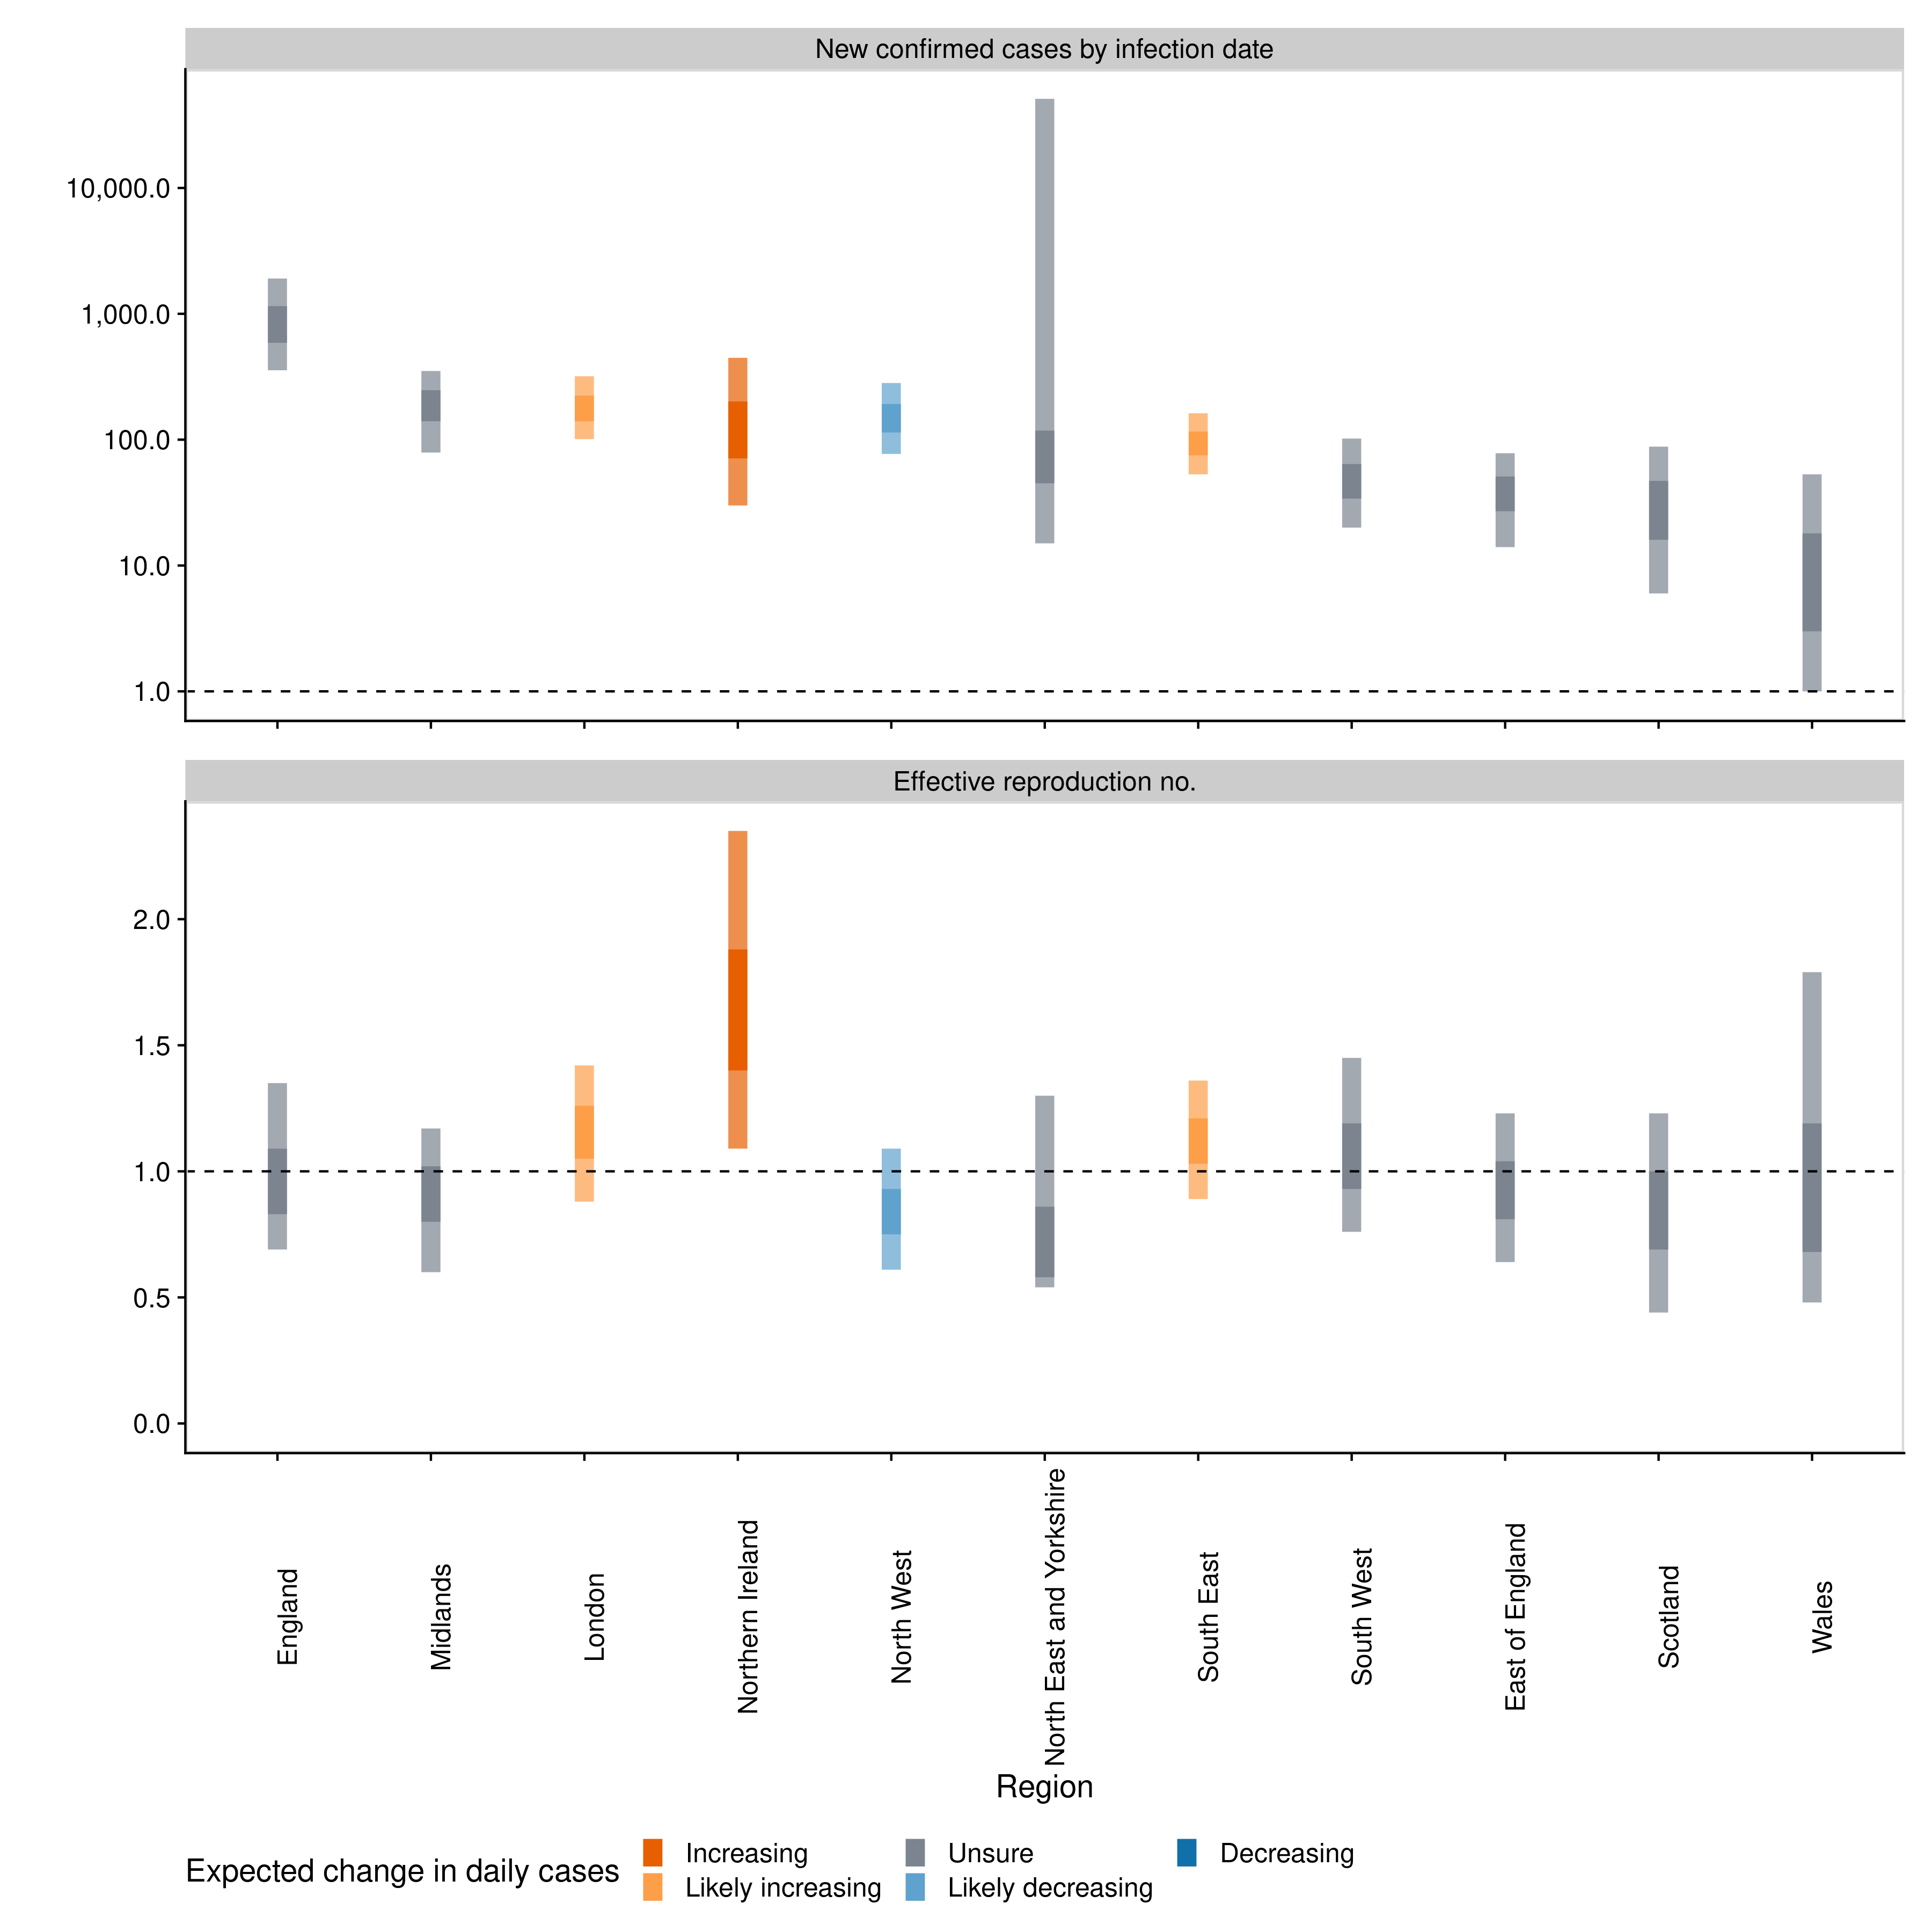 New confirmed cases by infection date
10,000.0
1,000.0
100.0
10.0
1.0
Effective reproduction no.
2.0
1.5
1.0
0.5
0.0
England
Midlands
London
Northern Ireland
North West
North East and Yorkshire
South East
South West
East of England
Scotland
Wales
Region
Expected change in daily cases
Increasing
Unsure
Decreasing
Likely increasing
Likely decreasing